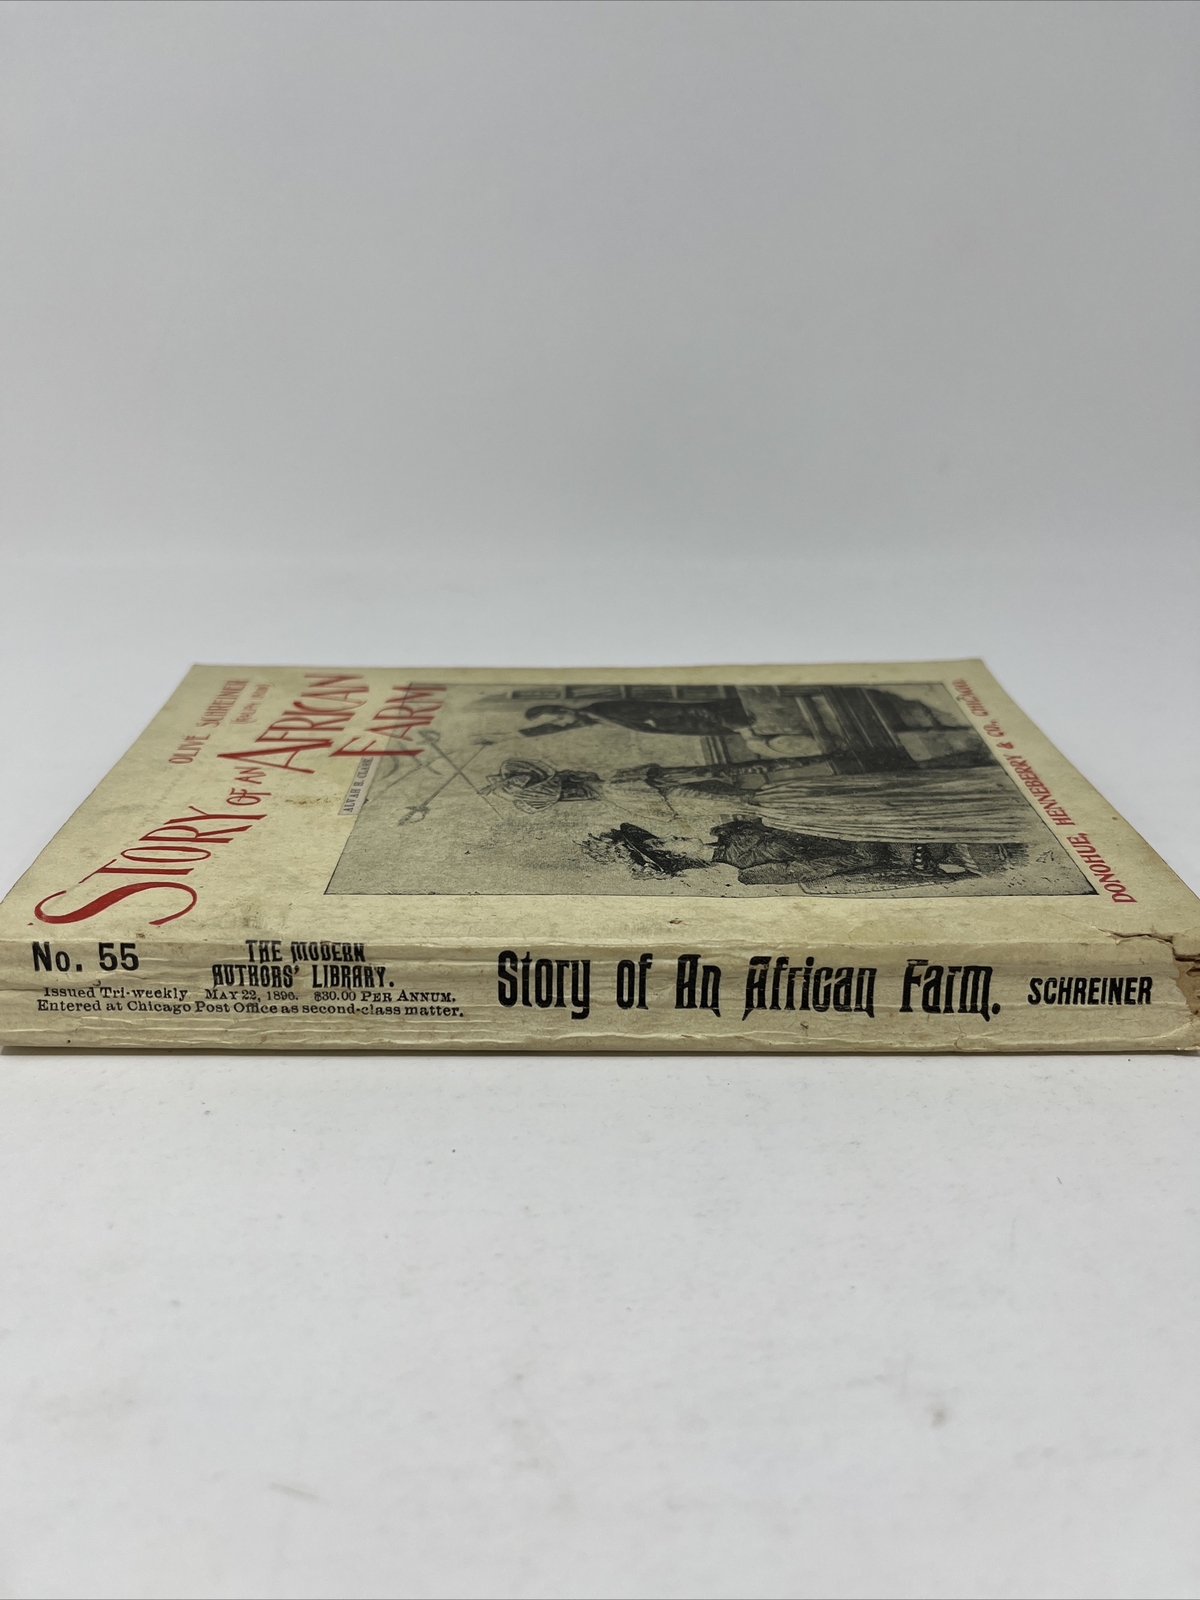 OLIVE SCHREINER
STORY OF AN AFRICAN
FARM
ALVAH H. CLARK
DONOHUE, HENNEBERRY & CO., CHICAGO.
No. 55
THE MODERN
AUTHORS' LIBRARY.
Issued Tri-weekly MAY 22, 1896. $30.00 PER ANNUM.
Entered at Chicago Post Office as second-class matter.
Story of An African Farm.
SCHREINER